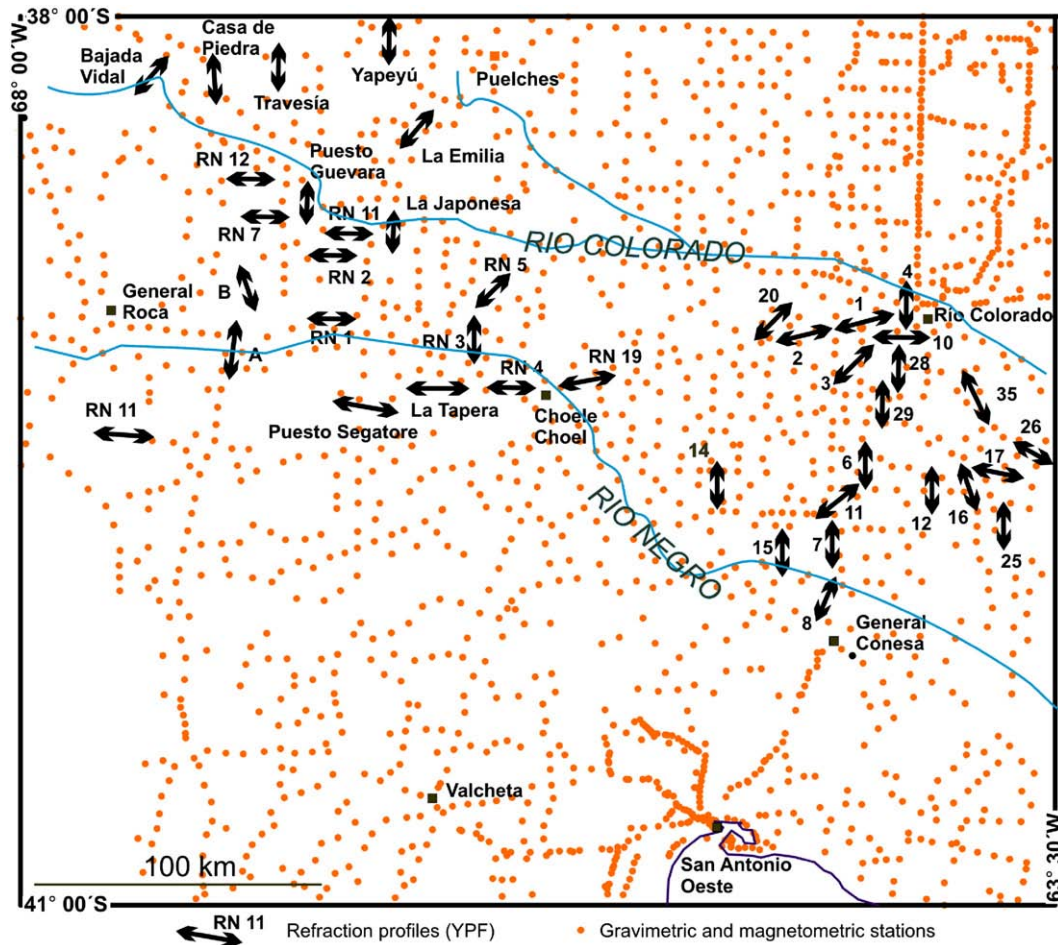 38° 00´S
68° 00´W
Bajada
Vidal
Casa de
Piedra
Travesía
Yapeyú
Puelches
La Emilia
RN 12
Puesto
Guevara
RN 7
RN 11
La Japonesa
RN 2
RIO COLORADO
RN 5
B
General
Roca
RN 1
A
RN 3
RN 4
RN 19
20
1
4
Río Colorado
2
10
3
28
35
29
La Tapera
Choele
Choel
Puesto Segatore
RN 11
14
6
26
17
11
12
16
25
15
7
RIO NEGRO
8
General
Conesa
Valcheta
San Antonio
Oeste
100 km
41° 00´S
63° 30´W
RN 11
Refraction profiles (YPF)
Gravimetric and magnetometric stations